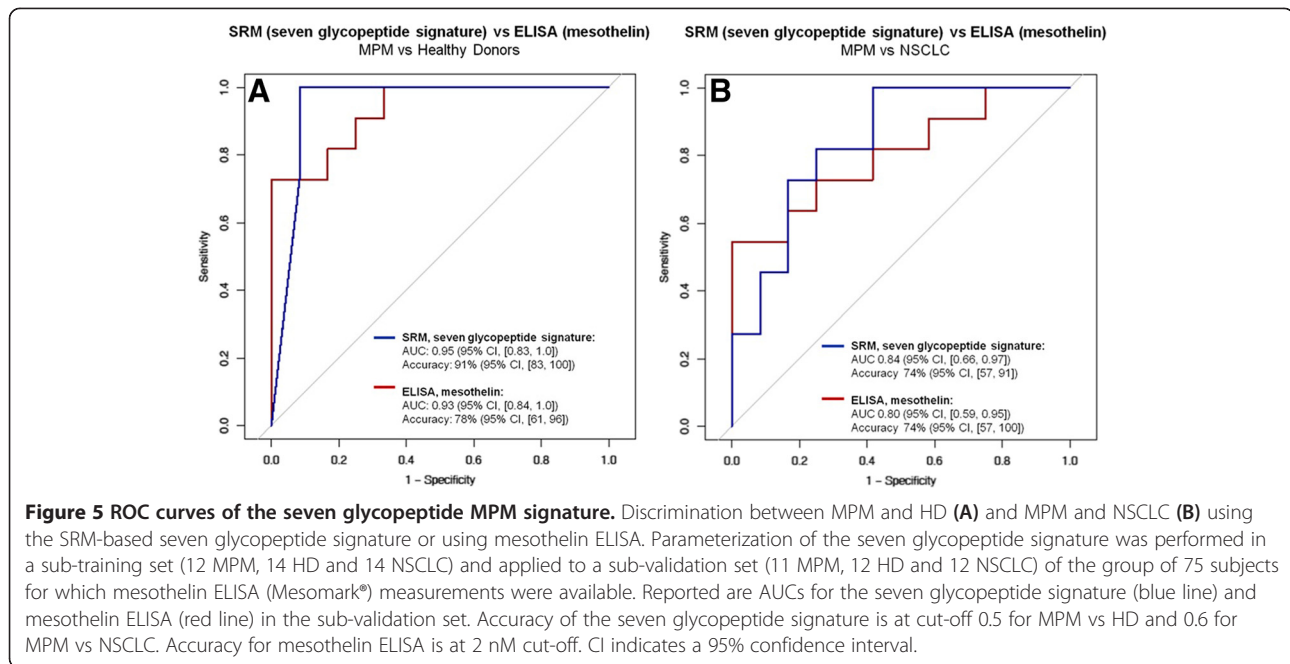 SRM (seven glycopeptide signature) vs ELISA (mesothelin)
MPM vs Healthy Donors
A
1.0
0.8
0.6
0.4
0.2
0.0
Sensitivity
SRM, seven glycopeptide signature:
AUC: 0.95 (95% CI, [0.83, 1.0])
Accuracy: 91% (95% CI, [83, 100])
ELISA, mesothelin:
AUC: 0.93 (95% CI, [0.84, 1.0])
Accuracy: 78% (95% CI, [61, 96])
0.0 0.2 0.4 0.6 0.8 1.0
1 – Specificity
SRM (seven glycopeptide signature) vs ELISA (mesothelin)
MPM vs NSCLC
B
1.0
0.8
0.6
0.4
0.2
0.0
Sensitivity
SRM, seven glycopeptide signature:
AUC 0.84 (95% CI, [0.66, 0.97])
Accuracy 74% (95% CI, [57, 91])
ELISA, mesothelin:
AUC 0.80 (95% CI, [0.59, 0.95])
Accuracy 74% (95% CI, [57, 100])
0.0 0.2 0.4 0.6 0.8 1.0
1 – Specificity
Figure 5 ROC curves of the seven glycopeptide MPM signature. Discrimination between MPM and HD (A) and MPM and NSCLC (B) using
the SRM-based seven glycopeptide signature or using mesothelin ELISA. Parameterization of the seven glycopeptide signature was performed in
a sub-training set (12 MPM, 14 HD and 14 NSCLC) and applied to a sub-validation set (11 MPM, 12 HD and 12 NSCLC) of the group of 75 subjects
for which mesothelin ELISA (Mesomark®) measurements were available. Reported are AUCs for the seven glycopeptide signature (blue line) and
mesothelin ELISA (red line) in the sub-validation set. Accuracy of the seven glycopeptide signature is at cut-off 0.5 for MPM vs HD and 0.6 for
MPM vs NSCLC. Accuracy for mesothelin ELISA is at 2 nM cut-off. CI indicates a 95% confidence interval.